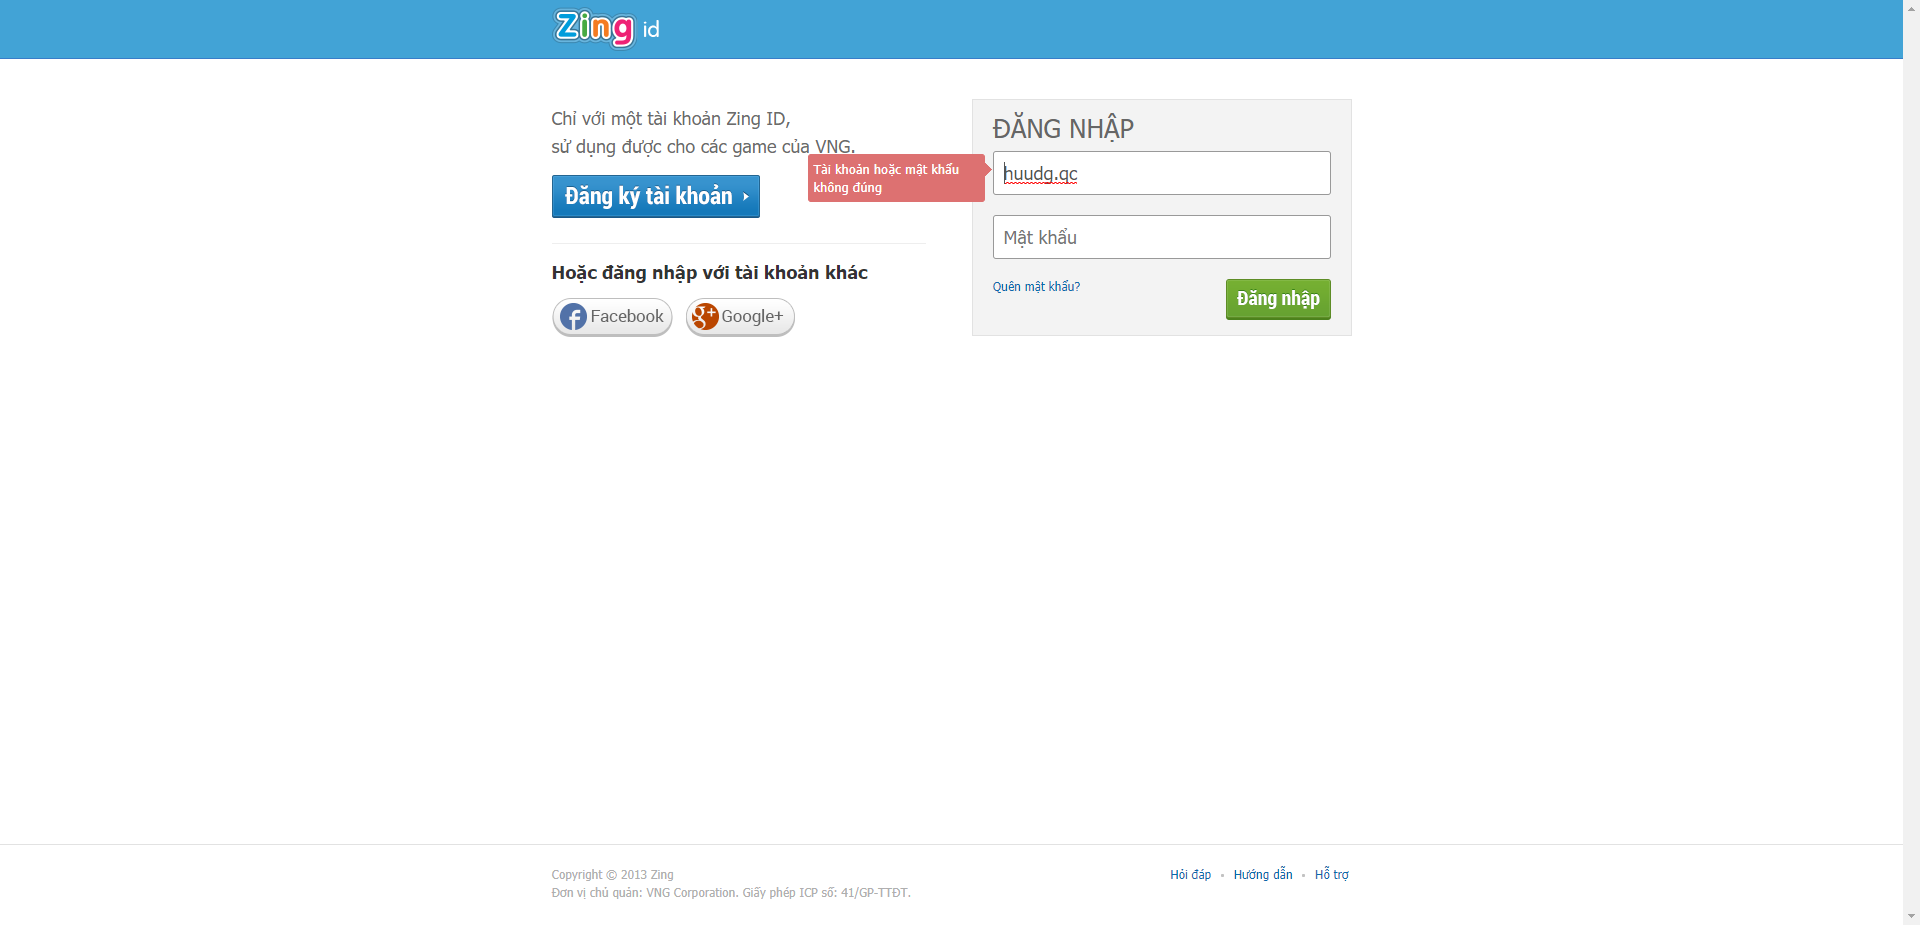 Zing id
Chỉ với một tài khoản Zing ID,
sử dụng được cho các game của VNG.
Đăng ký tài khoản
Hoặc đăng nhập với tài khoản khác
Facebook
Google+
ĐĂNG NHẬP
Tài khoản hoặc mật khẩu
không đúng
huudg.qc
Mật khẩu
Quên mật khẩu?
Đăng nhập
Copyright © 2013 Zing
Đơn vị chủ quản: VNG Corporation. Giấy phép ICP số: 41/GP-TTĐT.
Hỏi đáp • Hướng dẫn • Hỗ trợ